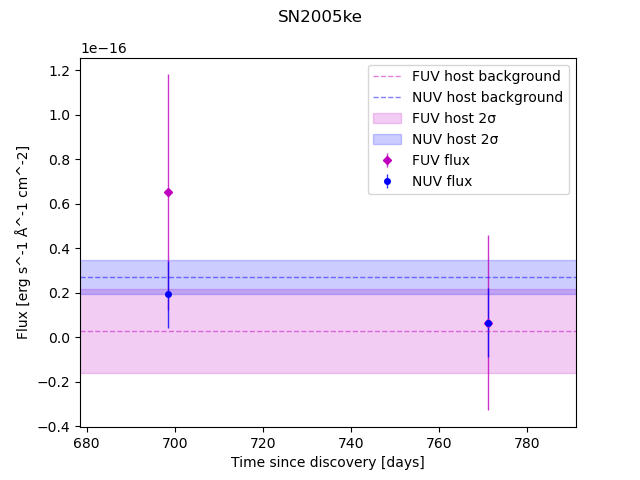 SN2005ke
1e−16
FUV host background
NUV host background
FUV host 2σ
NUV host 2σ
FUV flux
NUV flux
1.2
1.0
0.8
0.6
0.4
0.2
0.0
−0.2
−0.4
Flux [erg s^-1 Å^-1 cm^-2]
680 700 720 740 760 780
Time since discovery [days]